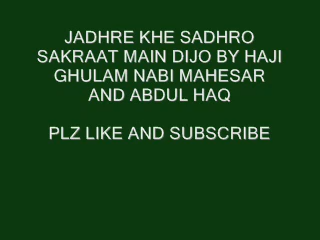 JADHRE KHE SADHRO
SAKRAAT MAIN DIJO BY HAJI
GHULAM NABI MAHESAR
AND ABDUL HAQ
PLZ LIKE AND SUBSCRIBE